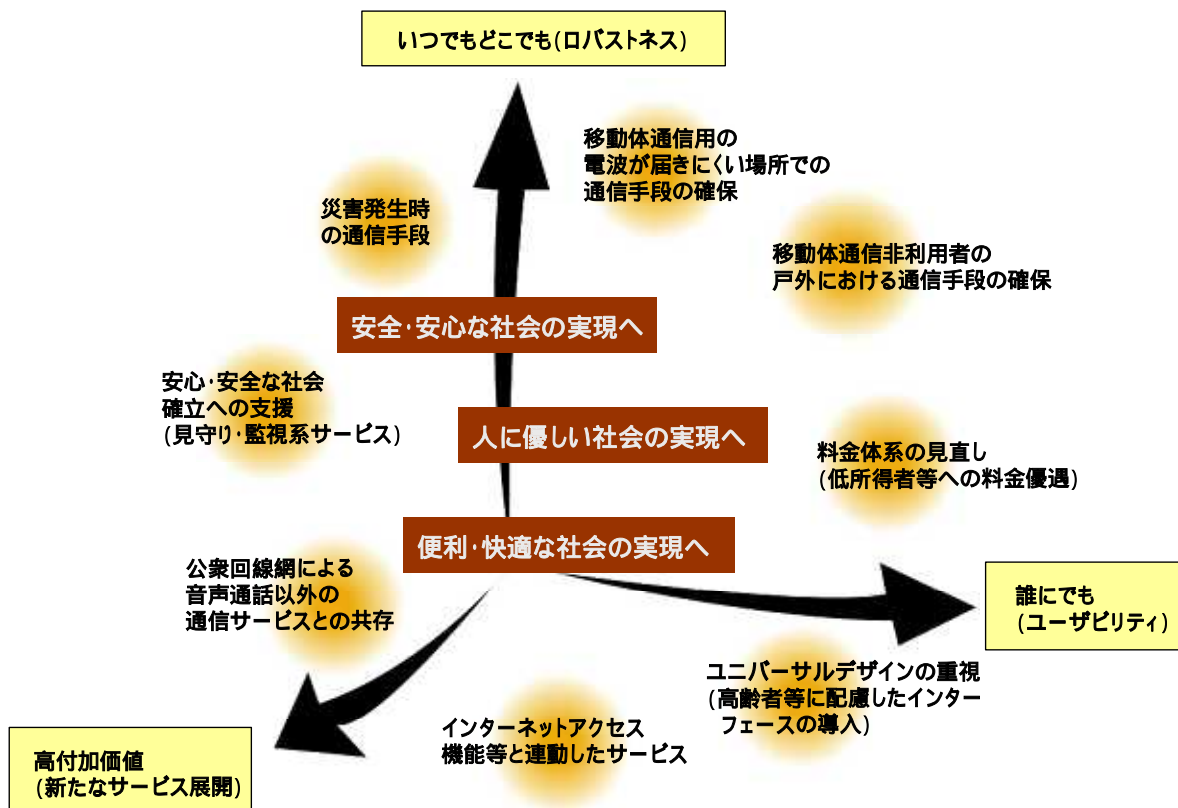 いつでもどこでも(ロバストネス)
移動体通信用の
電波が届きにくい場所での
通信手段の確保
災害発生時
の通信手段
移動体通信非利用者の
戸外における通信手段の確保
安全･安心な社会の実現へ
安心･安全な社会
確立への支援
(見守り･監視系サービス)
人に優しい社会の実現へ
料金体系の見直し
(低所得者等への料金優遇)
便利･快適な社会の実現へ
公衆回線網による
音声通話以外の
通信サービスとの共存
誰にでも
(ユーザビリティ)
ユニバーサルデザインの重視
(高齢者等に配慮したインター
フェースの導入)
インターネットアクセス
機能等と連動したサービス
高付加価値
(新たなサービス展開)